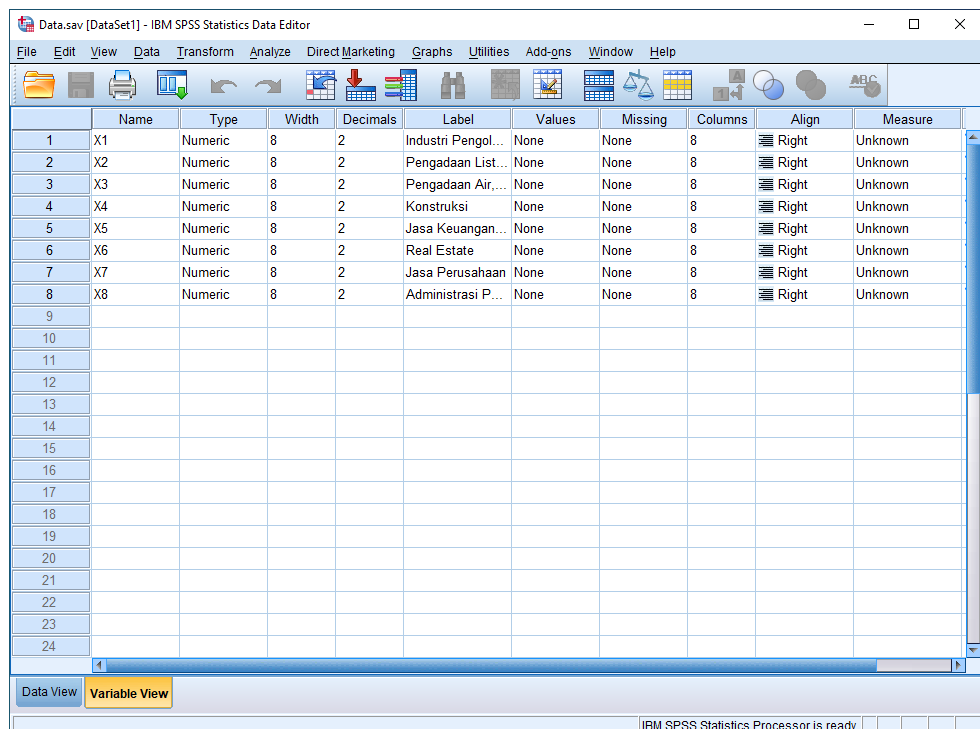 Data.sav [DataSet1] - IBM SPSS Statistics Data Editor
File Edit View Data Transform Analyze Direct Marketing Graphs Utilities Add-ons Window Help
A
1
ABC
Name Type Width Decimals Label Values Missing Columns Align Measure
1 X1 Numeric 8 2 Industri Pengol... None None 8 Right Unknown
2 X2 Numeric 8 2 Pengadaan List... None None 8 Right Unknown
3 X3 Numeric 8 2 Pengadaan Air,... None None 8 Right Unknown
4 X4 Numeric 8 2 Konstruksi None None 8 Right Unknown
5 X5 Numeric 8 2 Jasa Keuangan... None None 8 Right Unknown
6 X6 Numeric 8 2 Real Estate None None 8 Right Unknown
7 X7 Numeric 8 2 Jasa Perusahaan None None 8 Right Unknown
8 X8 Numeric 8 2 Administrasi P... None None 8 Right Unknown
9
10
11
12
13
14
15
16
17
18
19
20
21
22
23
24
Data View Variable View
IBM SPSS Statistics Processor is ready